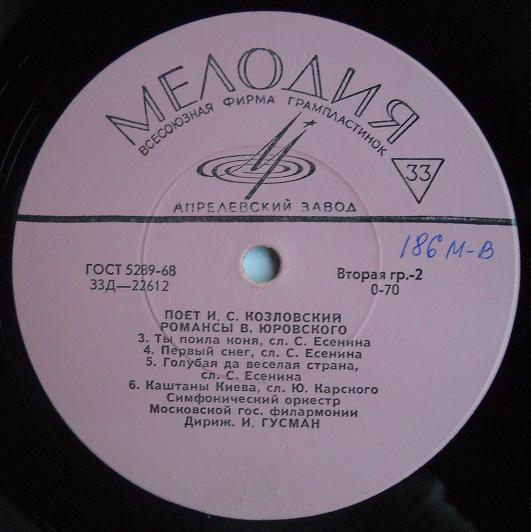 МЕЛОДИЯ
ВСЕСОЮЗНАЯ ФИРМА ГРАМПЛАСТИНОК
33
АПРЕЛЕВСКИЙ ЗАВОД
186 М-В
ГОСТ 5289-68
33Д—22612
Вторая гр.-2
0-70
ПОЕТ И. С. КОЗЛОВСКИЙ
РОМАНСЫ В. ЮРОВСКОГО
3. Ты поила коня, сл. С. Есенина
4. Первый снег, сл. С. Есенина
5. Голубая да веселая страна,
сл. С. Есенина
6. Каштаны Киева, сл. Ю. Карского
Симфонический оркестр
Московской гос. филармонии
Дириж. И. ГУСМАН